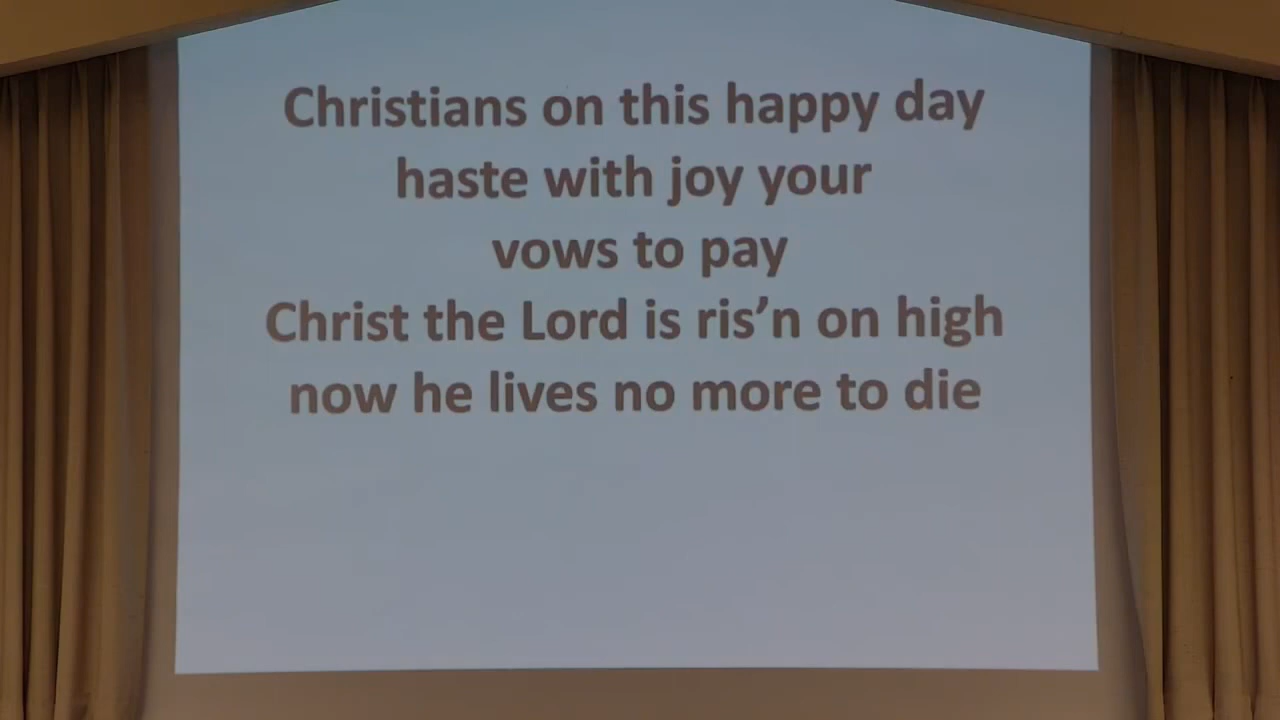 Christians on this happy day
haste with joy your
vows to pay
Christ the Lord is ris’n on high
now he lives no more to die